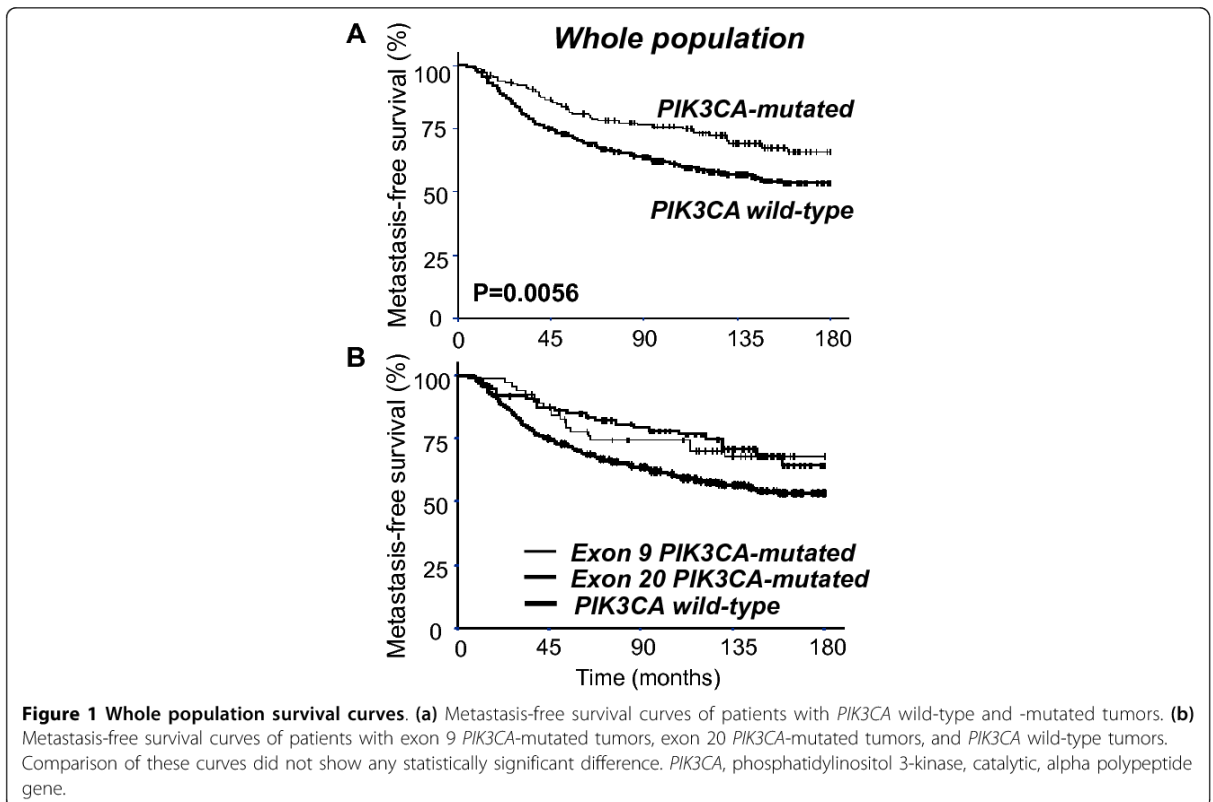 A
Whole population
Metastasis-free survival (%)
100
75
50
25
0
PIK3CA-mutated
PIK3CA wild-type
P=0.0056
0 45 90 135 180
B
Metastasis-free survival (%)
100
75
50
25
0
Exon 9 PIK3CA-mutated
Exon 20 PIK3CA-mutated
PIK3CA wild-type
0 45 90 135 180
Time (months)
Figure 1 Whole population survival curves. (a) Metastasis-free survival curves of patients with PIK3CA wild-type and -mutated tumors. (b)
Metastasis-free survival curves of patients with exon 9 PIK3CA-mutated tumors, exon 20 PIK3CA-mutated tumors, and PIK3CA wild-type tumors.
Comparison of these curves did not show any statistically significant difference. PIK3CA, phosphatidylinositol 3-kinase, catalytic, alpha polypeptide
gene.